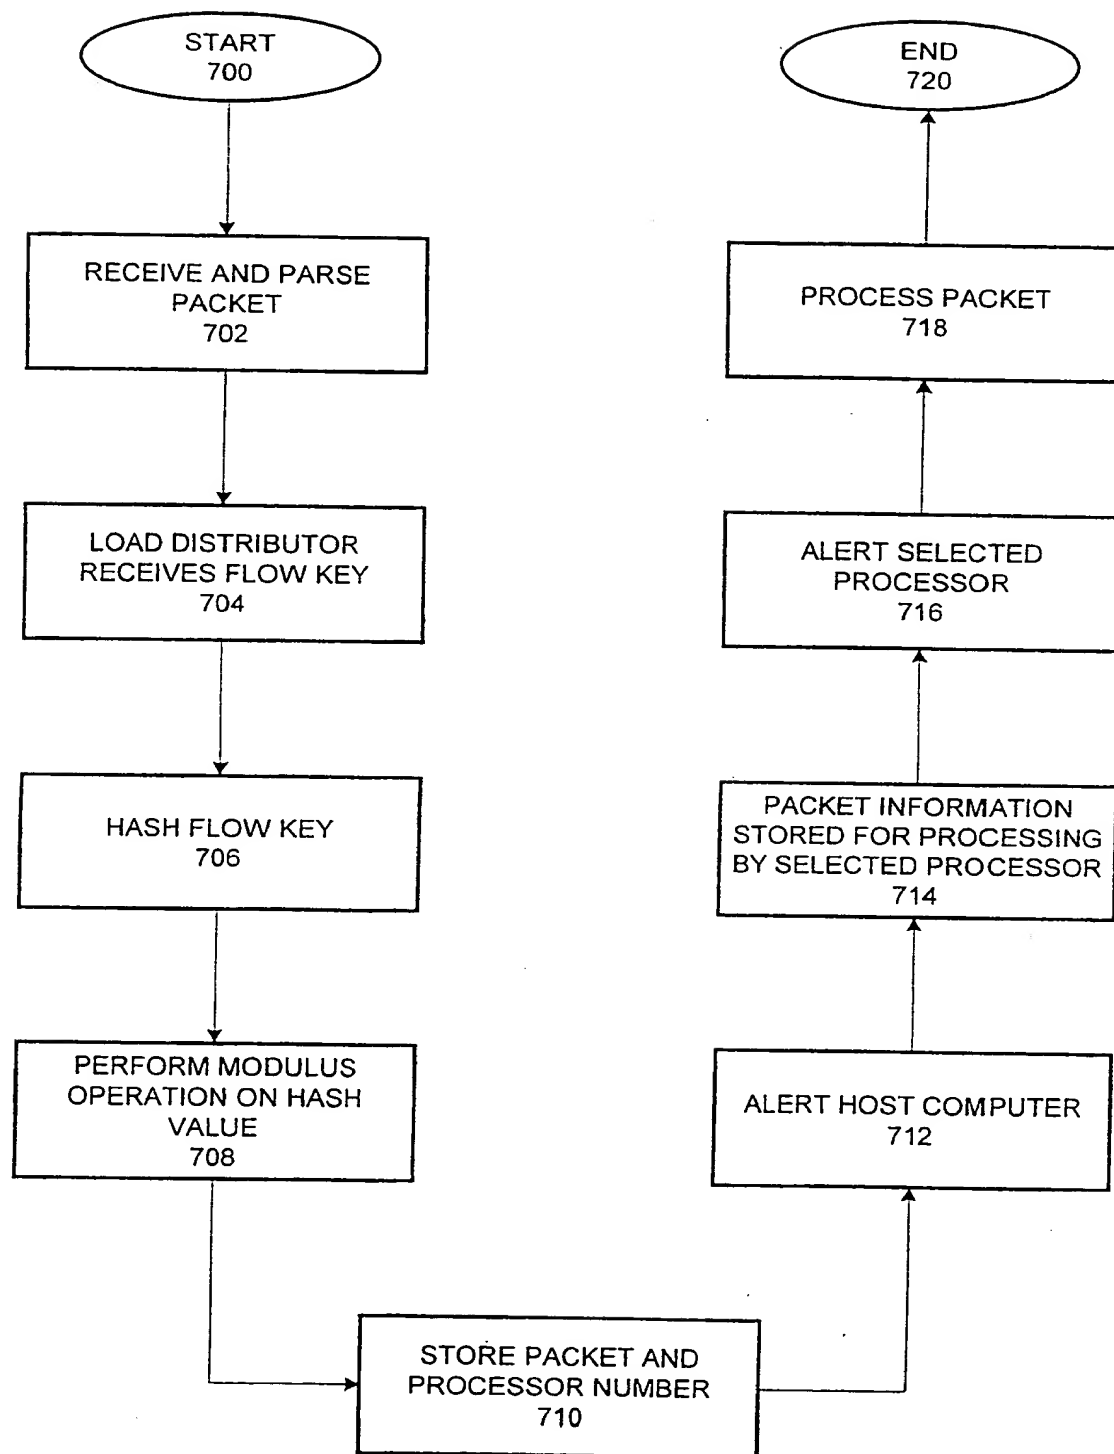 START
700
RECEIVE AND PARSE
PACKET
702
LOAD DISTRIBUTOR
RECEIVES FLOW KEY
704
HASH FLOW KEY
706
PERFORM MODULUS
OPERATION ON HASH
VALUE
708
STORE PACKET AND
PROCESSOR NUMBER
710
ALERT HOST COMPUTER
712
PACKET INFORMATION
STORED FOR PROCESSING
BY SELECTED PROCESSOR
714
ALERT SELECTED
PROCESSOR
716
PROCESS PACKET
718
END
720